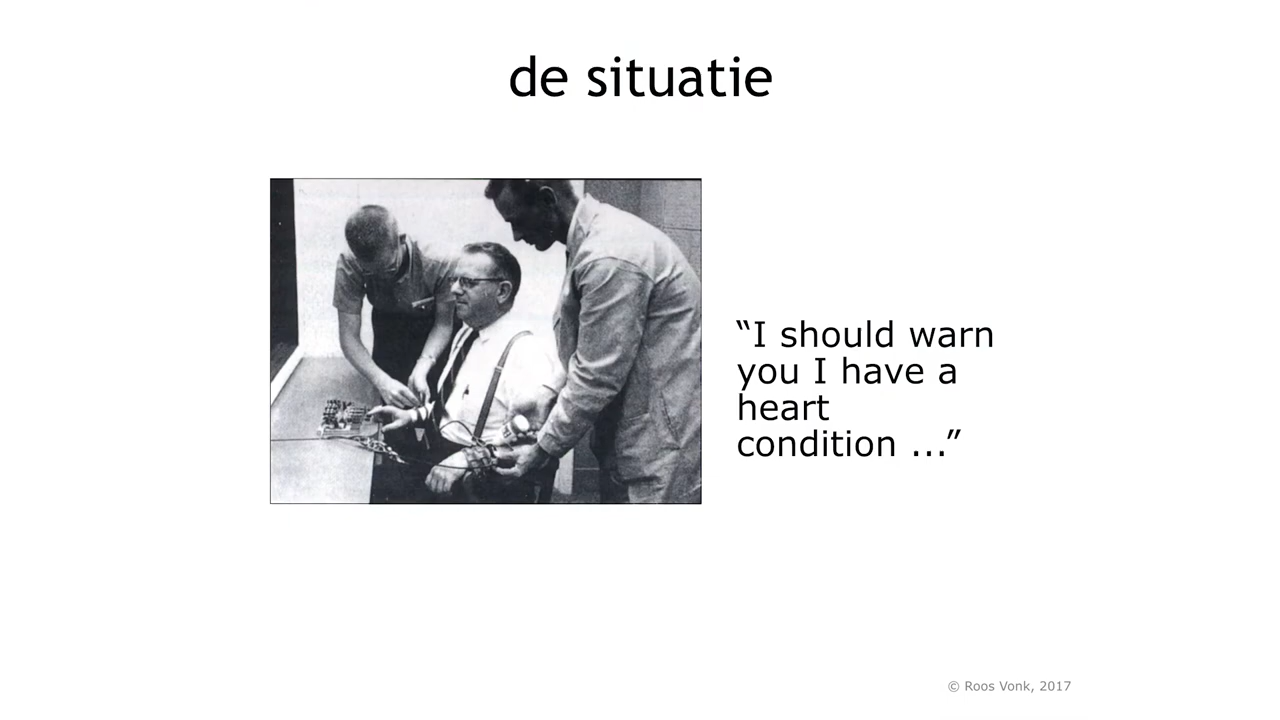 de situatie
“I should warn
you I have a
heart
condition ...”
© Roos Vonk, 2017